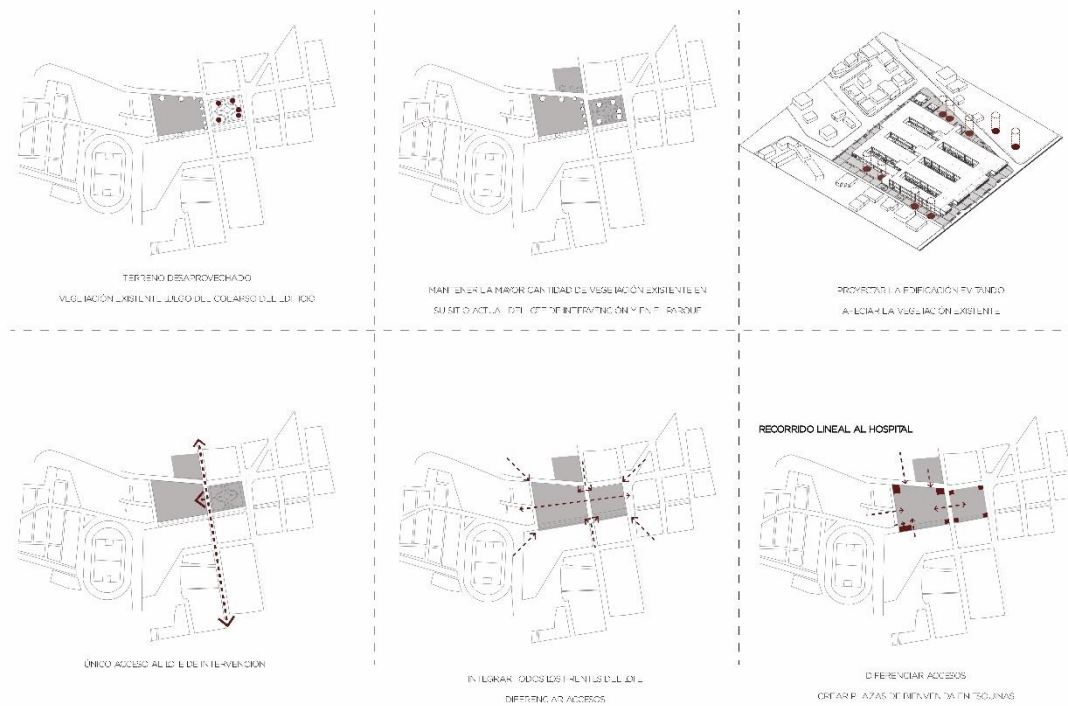 TERRENO DESAPROVECHADO
VEGETACIÓN EXISTENTE LUEGO DEL COLAPSO DEL EDIFICIO
MANTENER LA MAYOR CANTIDAD DE VEGETACIÓN EXISTENTE EN
SU SITIO ACTUAL DEL LOTE DE INTERVENCIÓN Y EN EL PARQUE
PROYECTAR LA EDIFICACIÓN EVITANDO
AFECTAR LA VEGETACIÓN EXISTENTE
RECORRIDO LINEAL AL HOSPITAL
ÚNICO ACCESO AL LOTE DE INTERVENCIÓN
INTEGRAR TODOS LOS FRENTES DEL LOTE
DIFERENCIAR ACCESOS
DIFERENCIAR ACCESOS
CREAR PLAZAS DE BIENVENIDA EN ESQUINAS